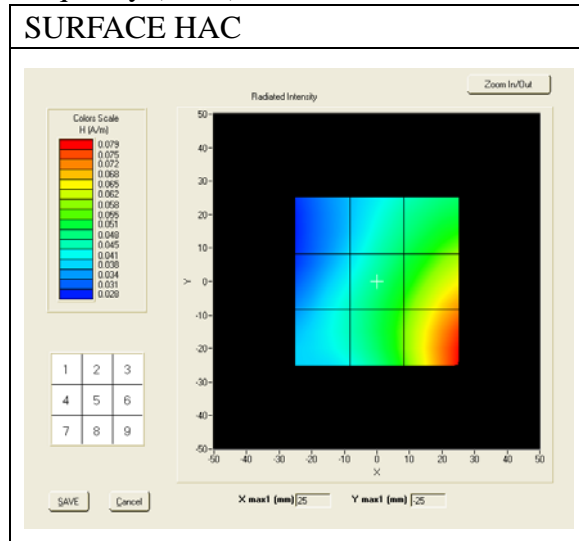 SURFACE HAC
Zoom In/Out
Radiated Intensity
Colors Scale
H (A/m)
0.079
0.075
0.072
0.068
0.065
0.062
0.058
0.055
0.051
0.048
0.045
0.041
0.038
0.034
0.031
0.028
50
40
30
20
10
0
-10
-20
-30
-40
-50
Y
-50 -40 -30 -20 -10 0 10 20 30 40 50
X
1 2 3
4 5 6
7 8 9
SAVE Cancel
X max1 (mm) 25 Y max1 (mm) -25